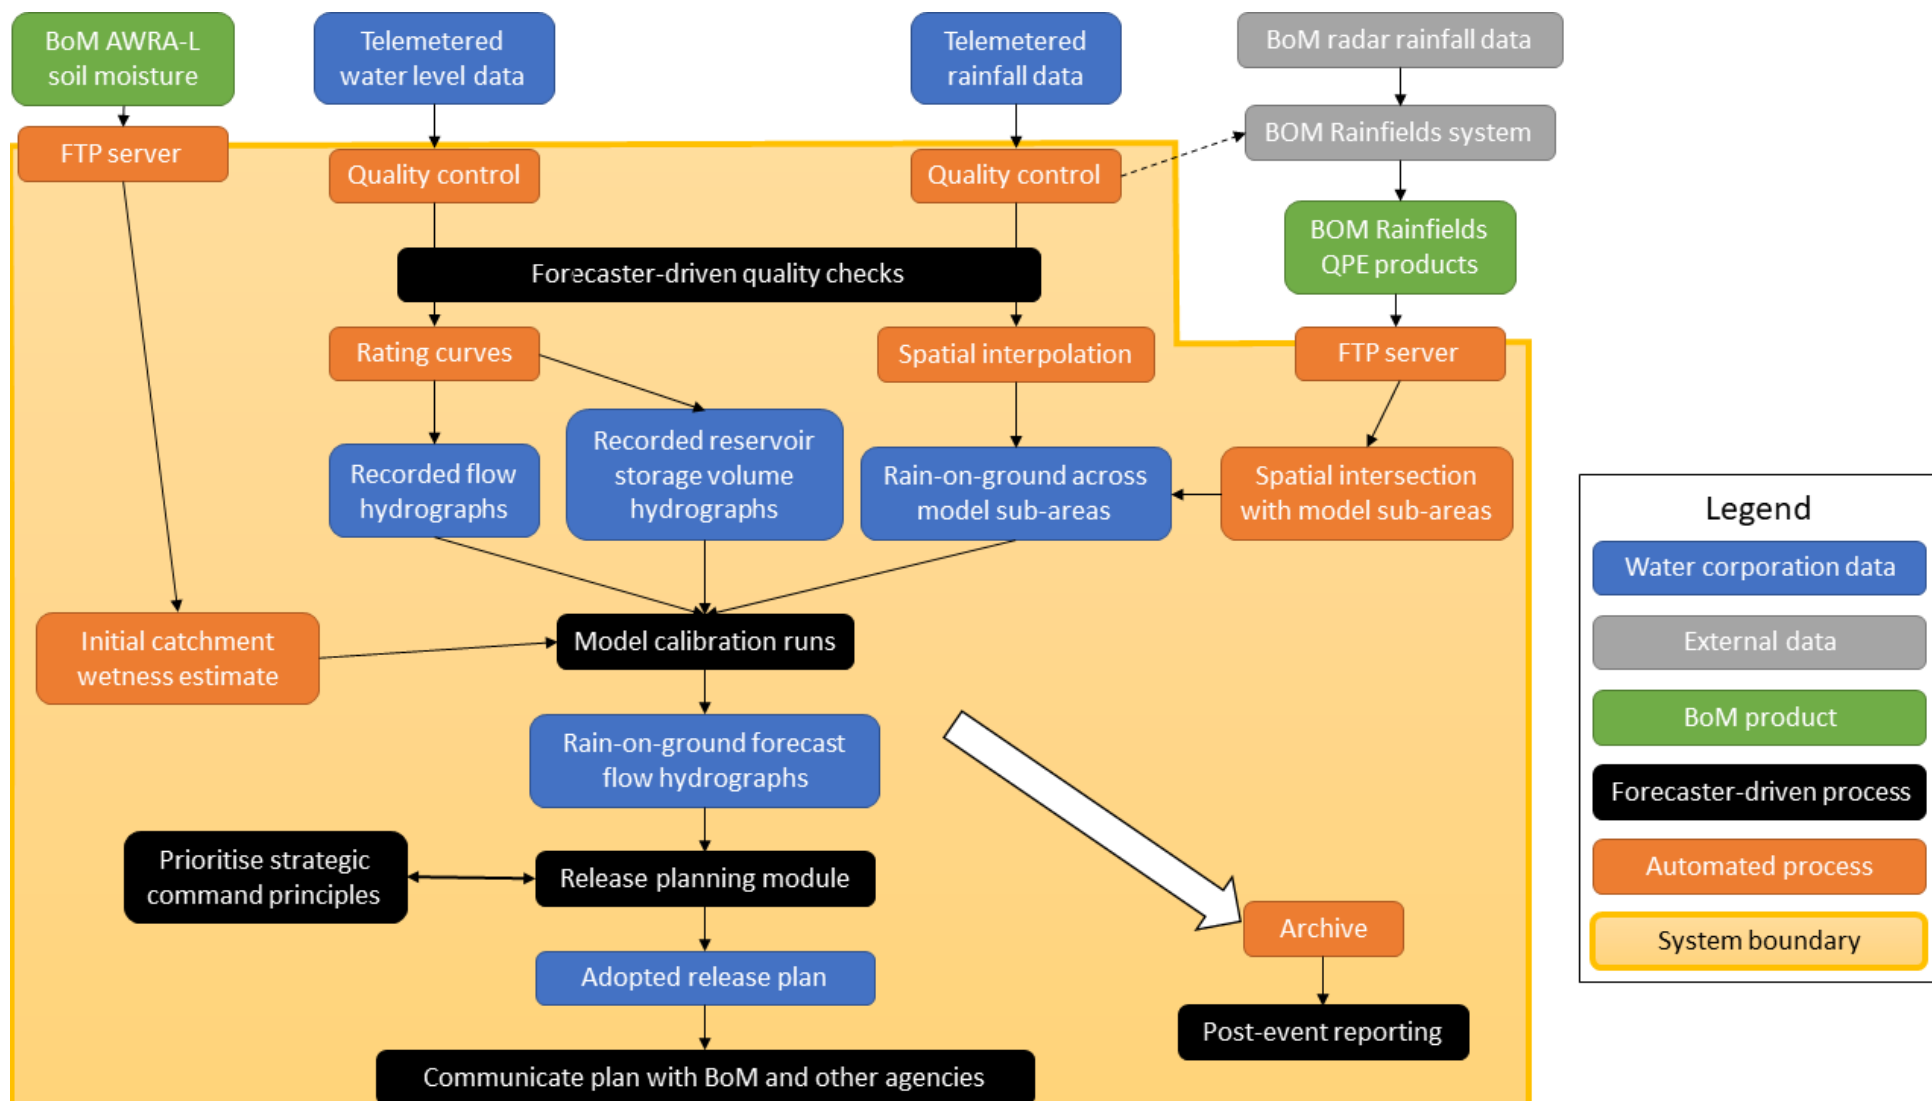 BoM AWRA-L
soil moisture
Telemetered
water level data
Telemetered
rainfall data
BoM radar rainfall data
BOM Rainfields system
FTP server
Quality control
Quality control
BOM Rainfields
QPE products
Forecaster-driven quality checks
Rating curves
Spatial interpolation
FTP server
Recorded flow
hydrographs
Recorded reservoir
storage volume
hydrographs
Rain-on-ground across
model sub-areas
Spatial intersection
with model sub-areas
Initial catchment
wetness estimate
Model calibration runs
Rain-on-ground forecast
flow hydrographs
Prioritise strategic
command principles
Release planning module
Archive
Adopted release plan
Post-event reporting
Communicate plan with BoM and other agencies
Legend
Water corporation data
External data
BoM product
Forecaster-driven process
Automated process
System boundary